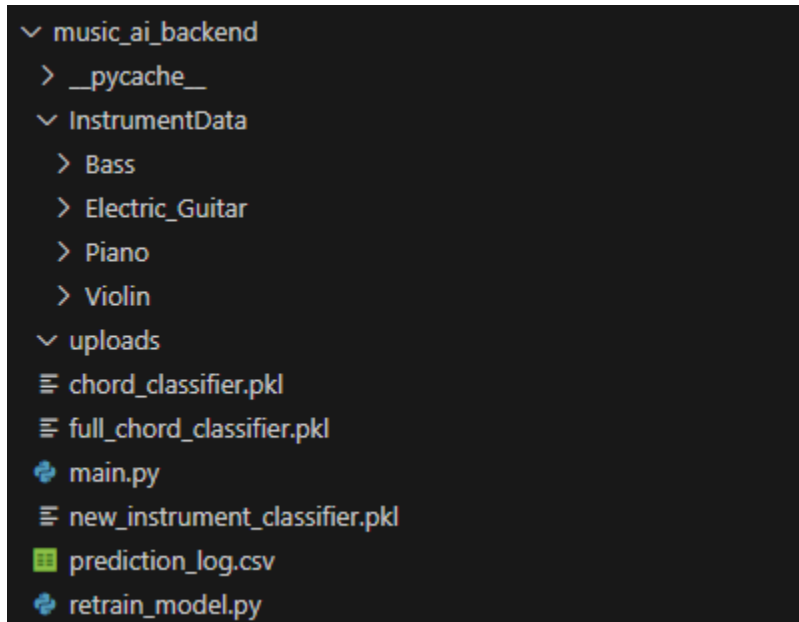 music_ai_backend
__pycache__
InstrumentData
Bass
Electric_Guitar
Piano
Violin
uploads
chord_classifier.pkl
full_chord_classifier.pkl
main.py
new_instrument_classifier.pkl
prediction_log.csv
retrain_model.py